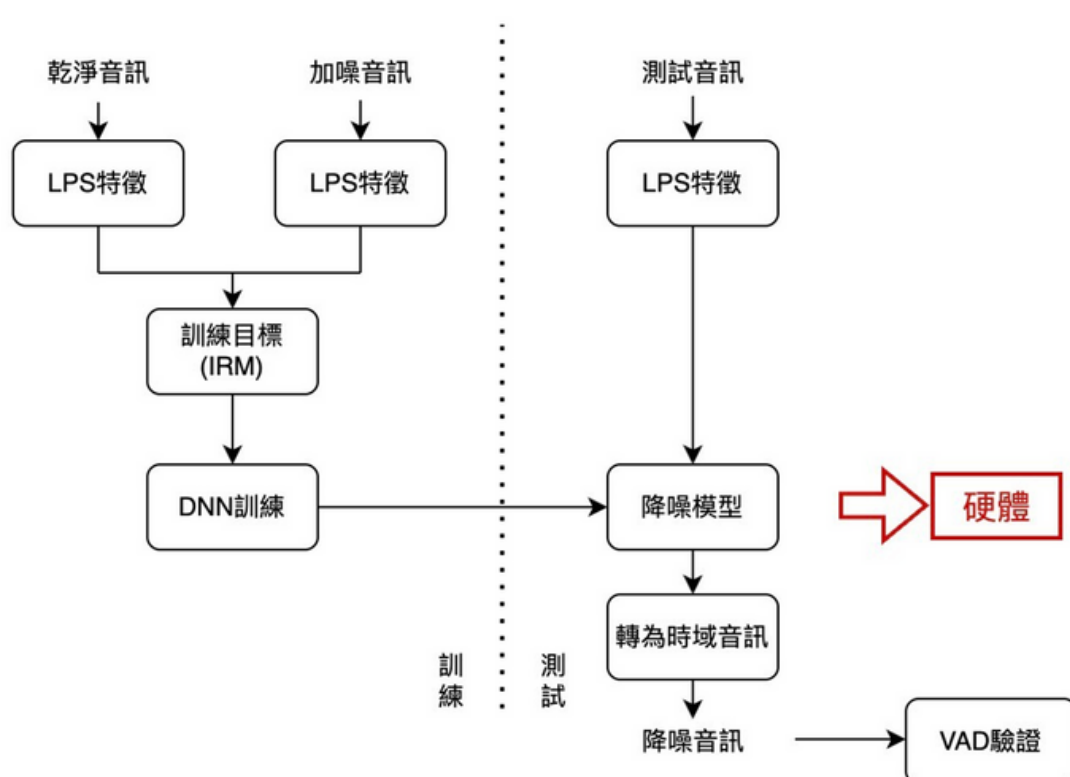 乾淨音訊
加噪音訊
測試音訊
LPS特徵
LPS特徵
LPS特徵
訓練目標
(IRM)
DNN訓練
降噪模型
硬體
轉為時域音訊
訓練
測試
降噪音訊
VAD驗證